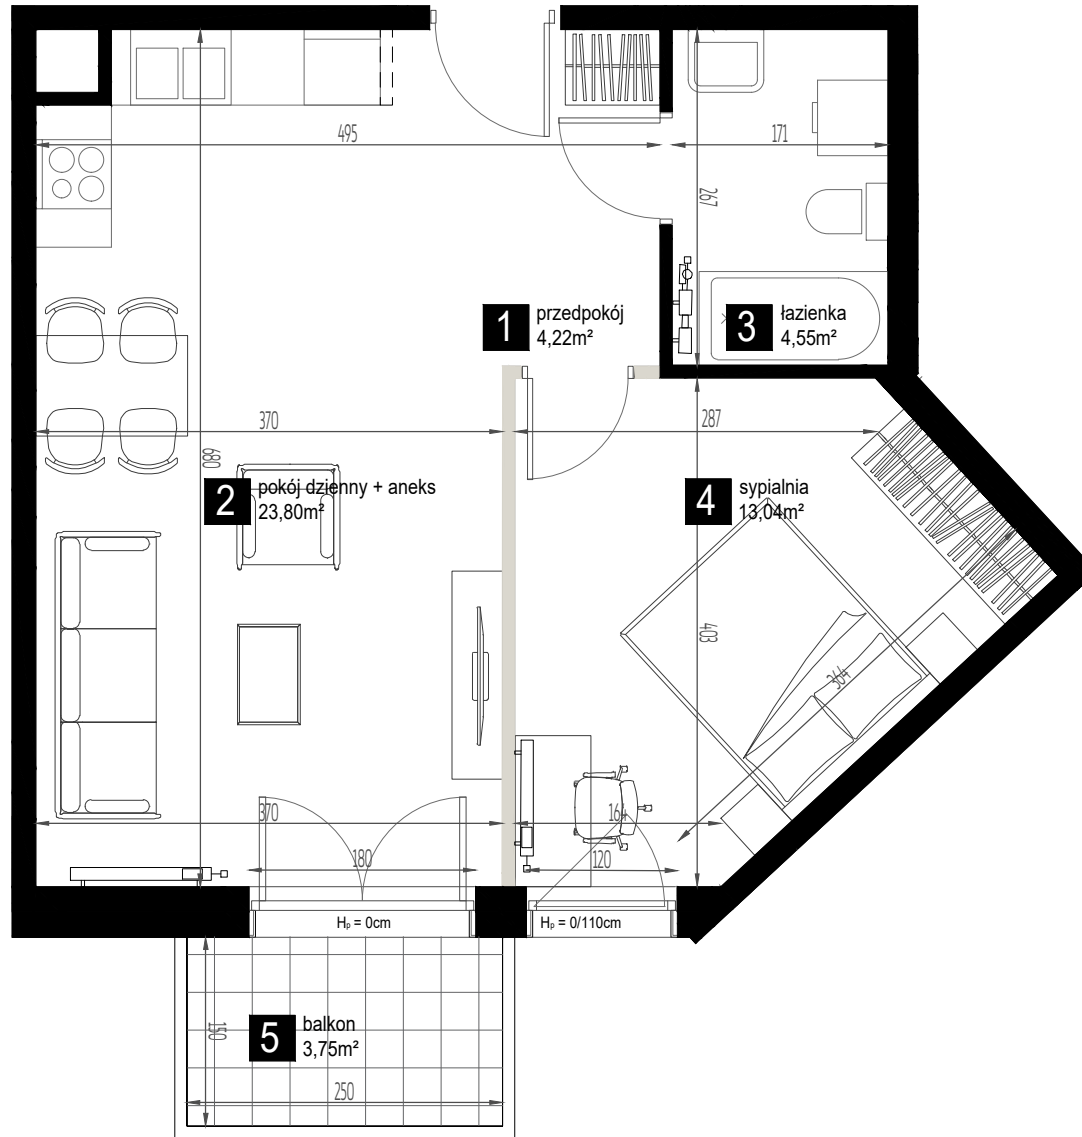 495
171
267
1
przedpokój
4,22m²
3
łazienka
4,55m²
370
287
680
2
pokój dzienny + aneks
23,80m²
4
sypialnia
13,04m²
403
364
370
164
180
120
Hₚ = 0cm
Hₚ = 0/110cm
150
5
balkon
3,75m²
250